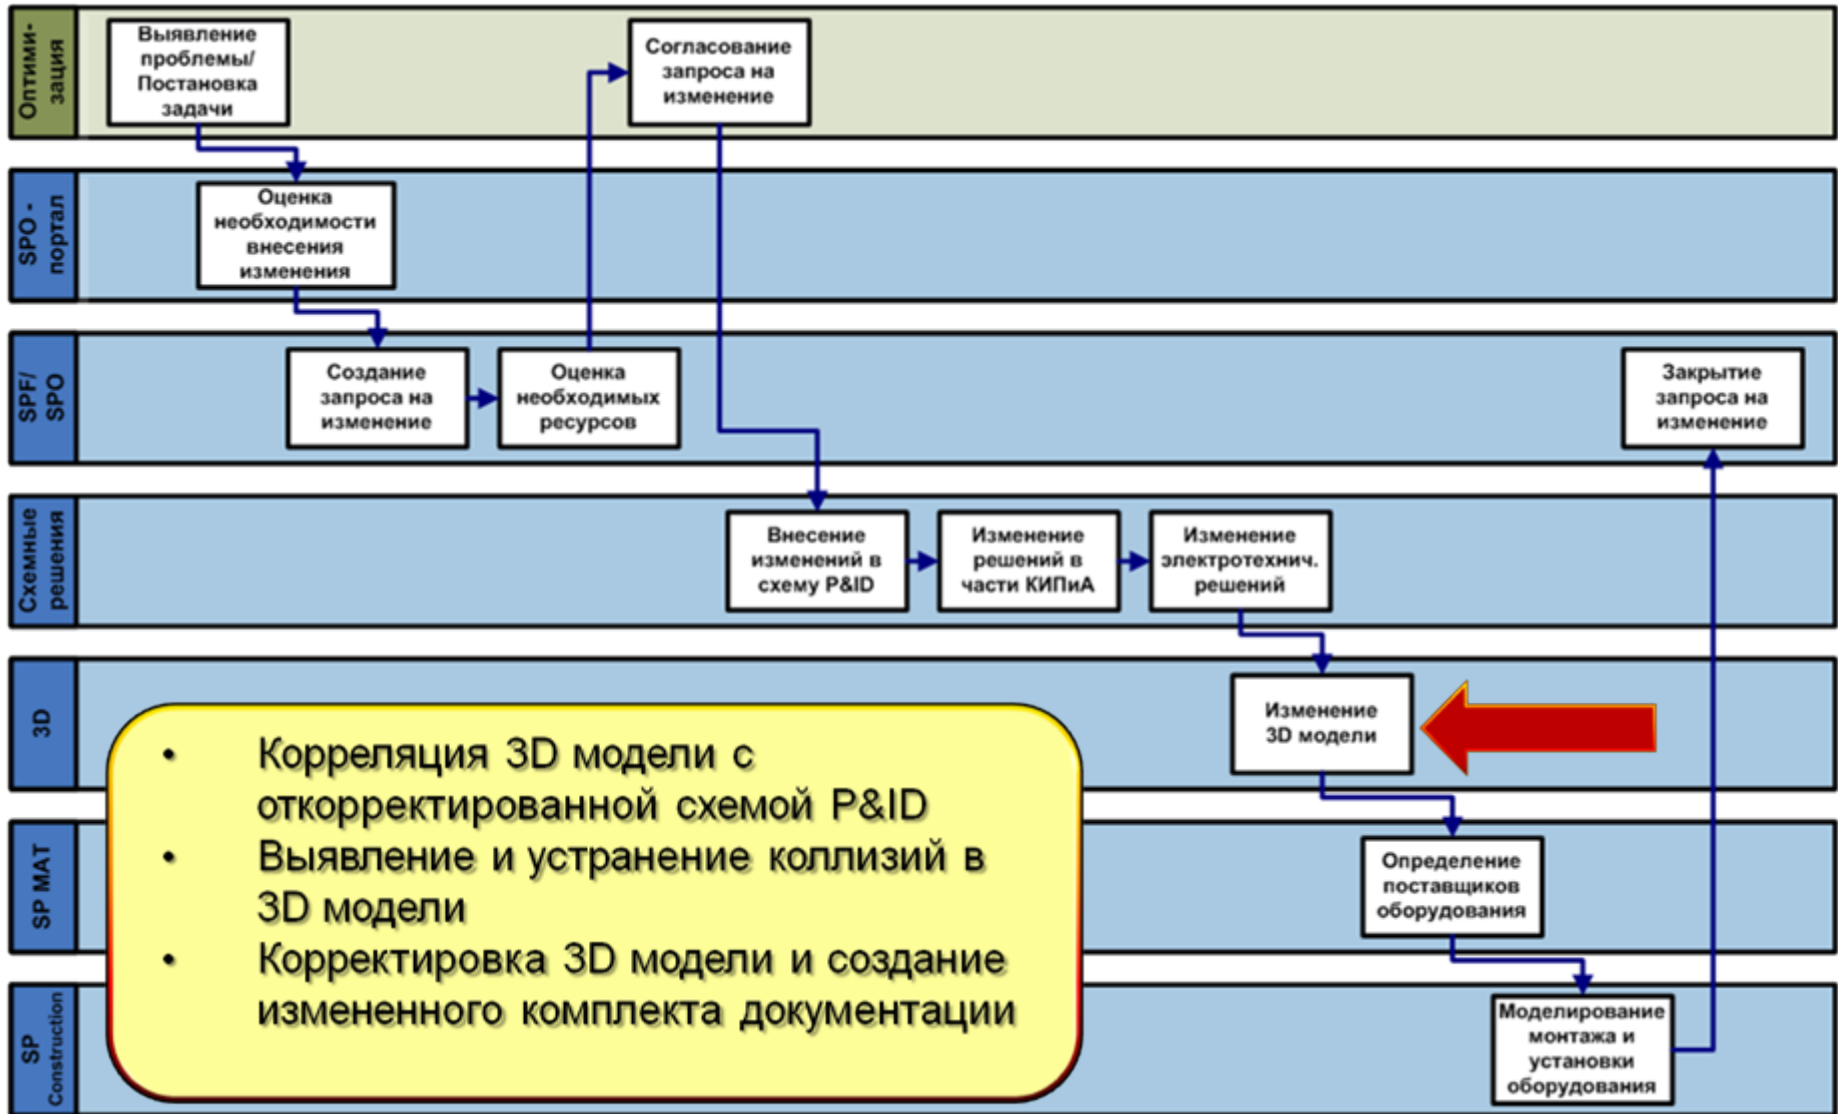 Оптими-
зация
Выявление
проблемы/
Постановка
задачи
Согласование
запроса на
изменение
SPO -
портал
Оценка
необходимости
внесения
изменения
SPF/
SPO
Создание
запроса на
изменение
Оценка
необходимых
ресурсов
Закрытие
запроса на
изменение
Схемные
решения
Внесение
изменений в
схему P&ID
Изменение
решений в
части КИПиА
Изменение
электротехнич.
решений
3D
Изменение
3D модели
• Корреляция 3D модели с
откорректированной схемой P&ID
• Выявление и устранение коллизий в
3D модели
• Корректировка 3D модели и создание
измененного комплекта документации
SP MAT
Определение
поставщиков
оборудования
SP
Construction
Моделирование
монтажа и
установки
оборудования